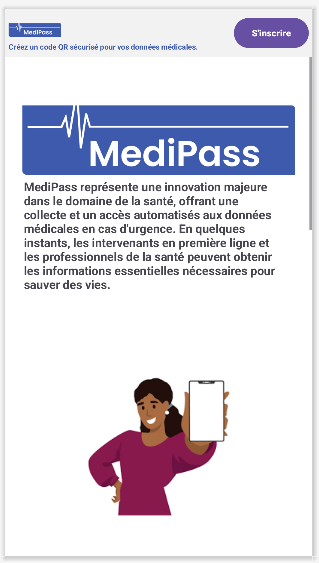 MediPass
Créez un code QR sécurisé pour vos données médicales.
S'inscrire
MediPass
MediPass représente une innovation majeure
dans le domaine de la santé, offrant une
collecte et un accès automatisés aux données
médicales en cas d'urgence. En quelques
instants, les intervenants en première ligne et
les professionnels de la santé peuvent obtenir
les informations essentielles nécessaires pour
sauver des vies.